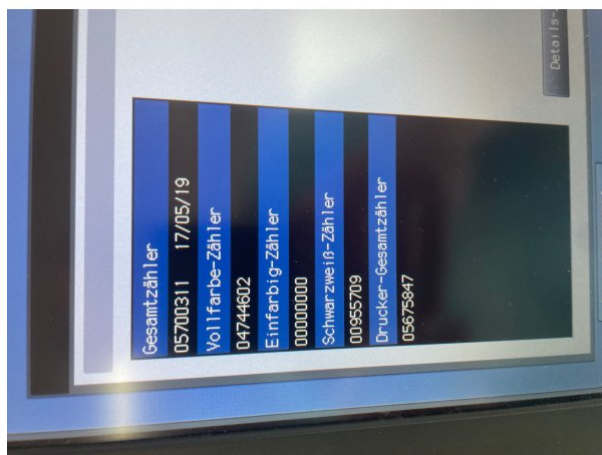 Gesamtzähler
05700311 17/05/19
Vollfarbe-Zähler
04744602
Einfarbig-Zähler
00000000
Schwarzweiß-Zähler
00955709
Drucker-Gesamtzähler
05675847
Details-